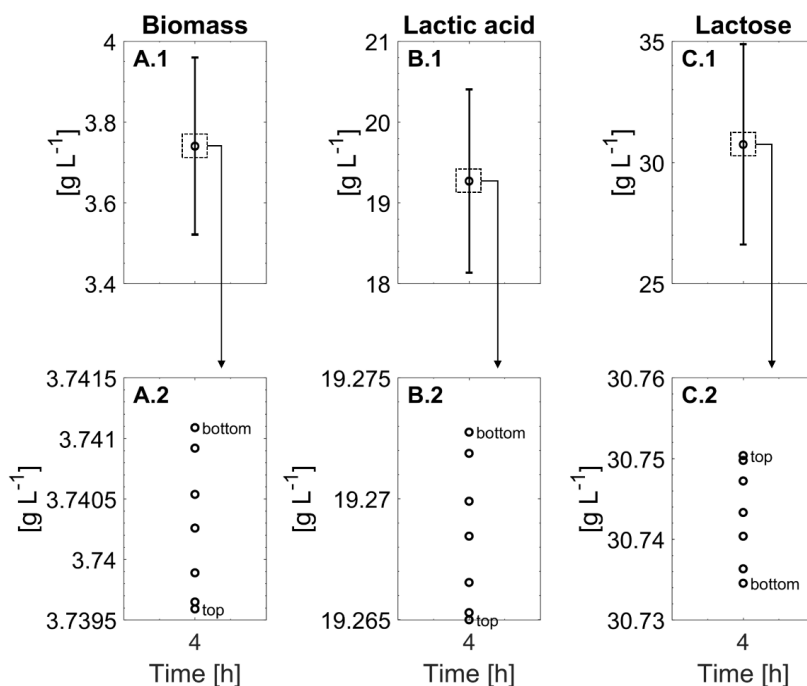 Biomass
Lactic acid
Lactose
A.1
4
3.8
3.6
3.4
[g L⁻¹]
B.1
21
20
19
18
[g L⁻¹]
C.1
35
30
25
[g L⁻¹]
A.2
3.7415
3.741
3.7405
3.74
3.7395
[g L⁻¹]
bottom
top
4
Time [h]
B.2
19.275
19.27
19.265
[g L⁻¹]
bottom
top
4
Time [h]
C.2
30.76
30.75
30.74
30.73
[g L⁻¹]
top
bottom
4
Time [h]